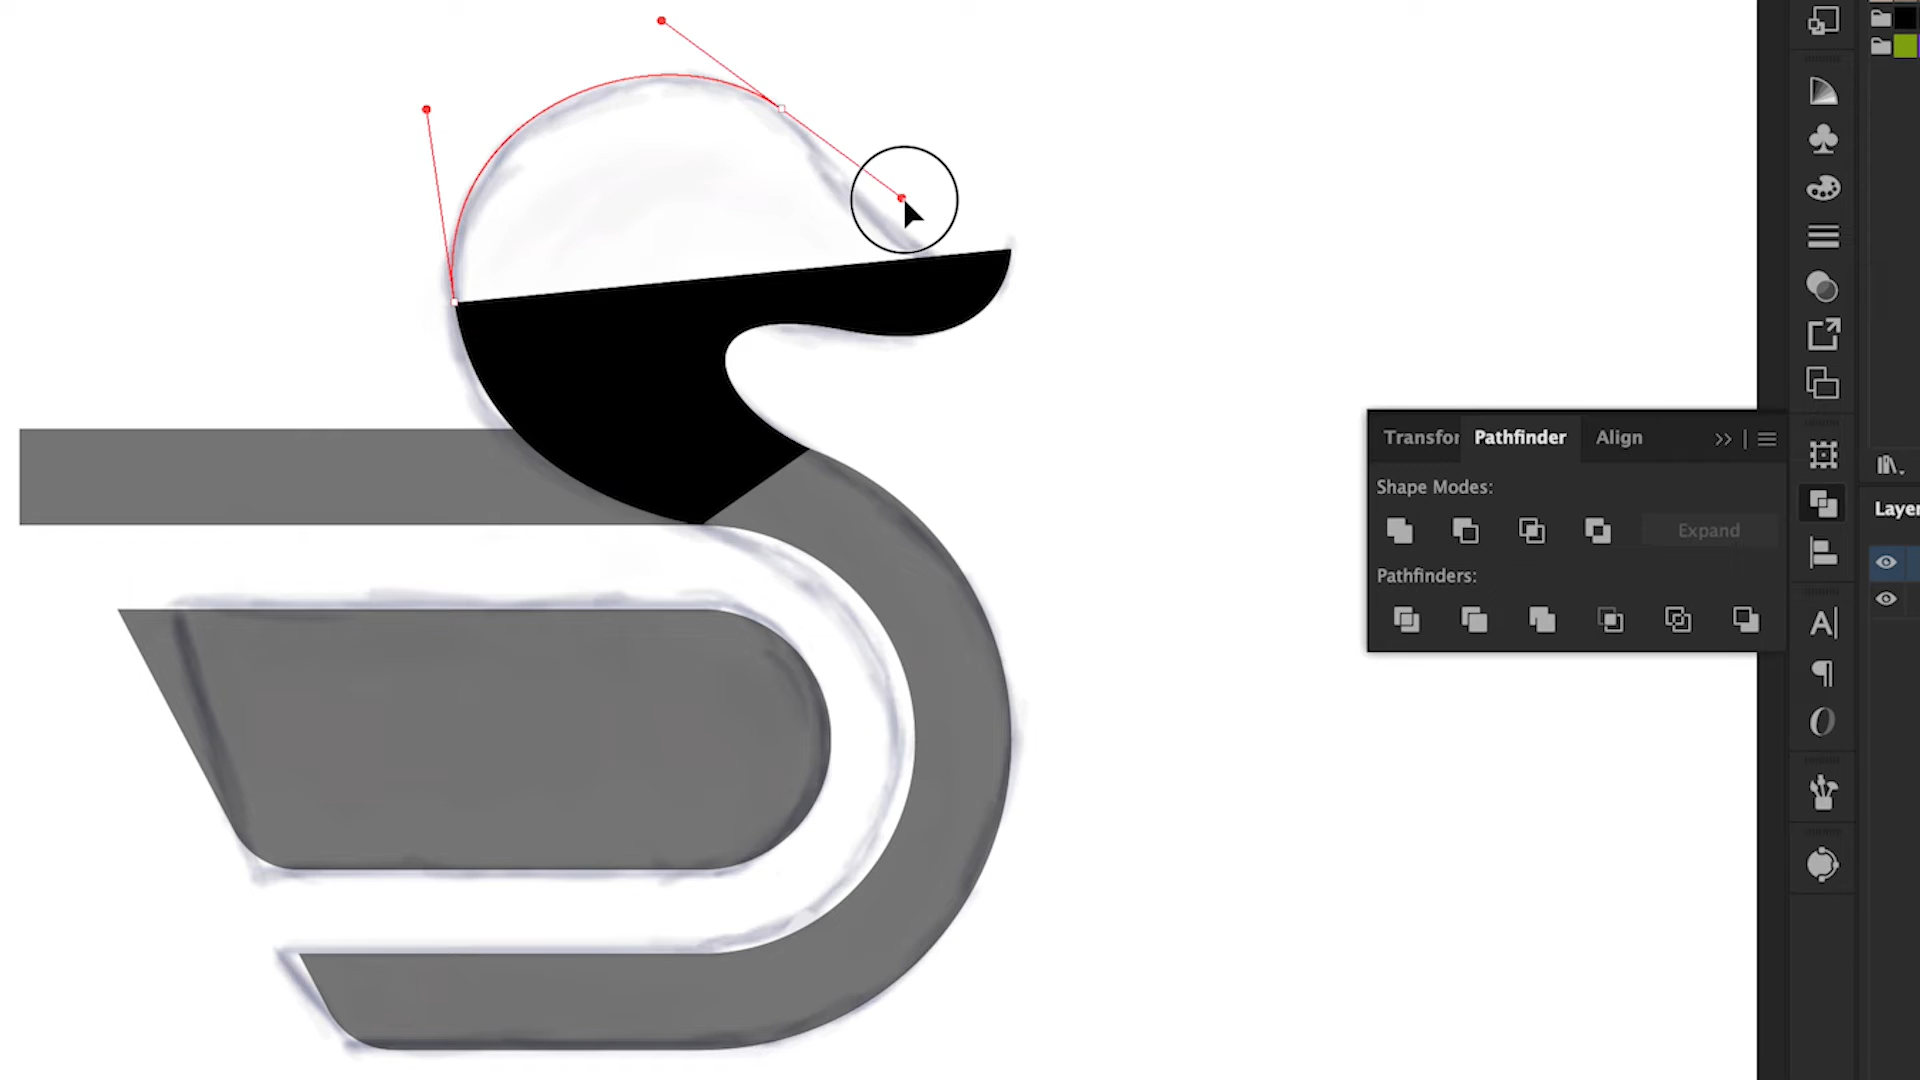 Transfor Pathfinder Align
Shape Modes:
Expand
Pathfinders:
Layer